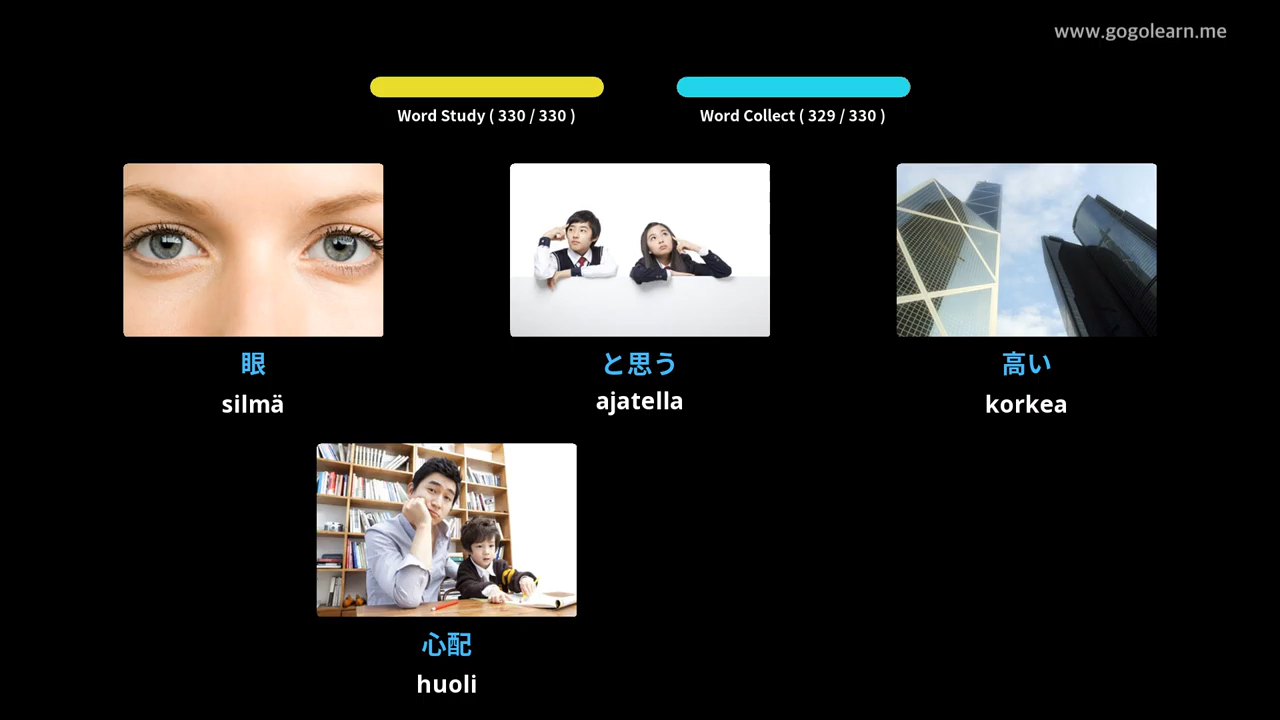 www.gogolearn.me
Word Study ( 330 / 330 )
Word Collect ( 329 / 330 )
眼
silmä
と思う
ajatella
高い
korkea
心配
huoli